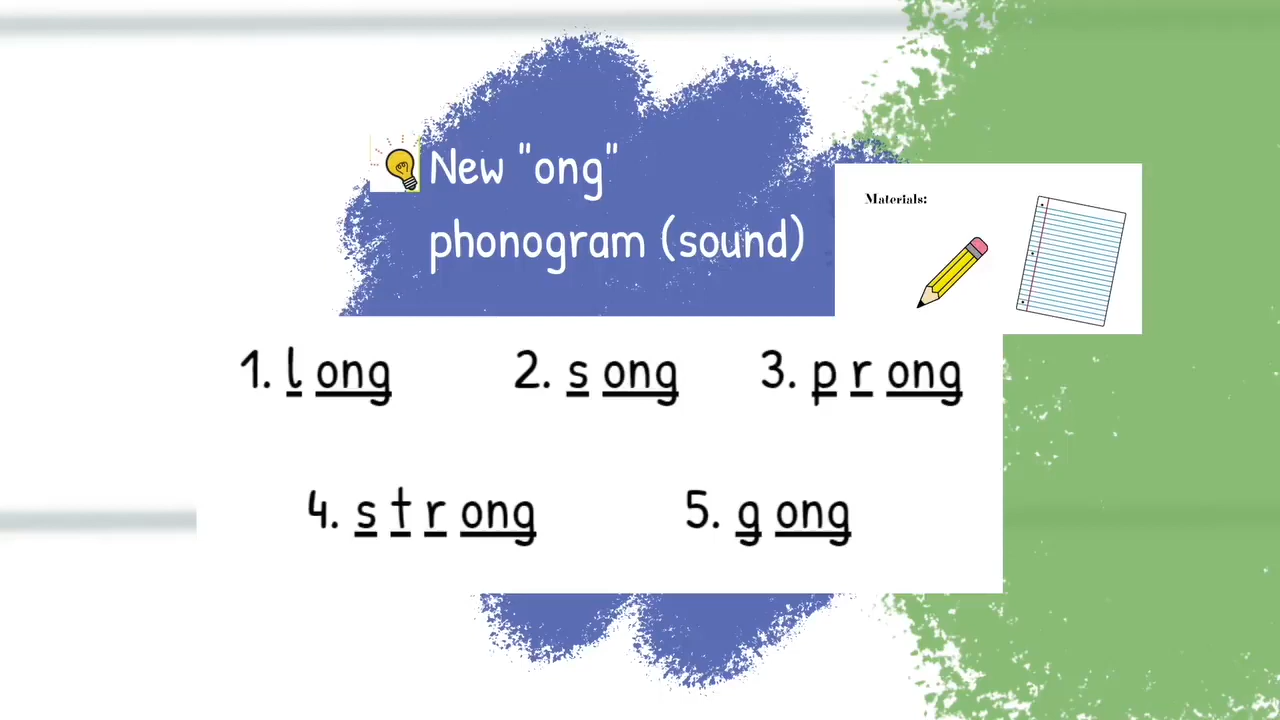 New "ong"
phonogram (sound)
Materials:
1. l ong 2. s ong 3. p r ong
4. s t r ong 5. g ong